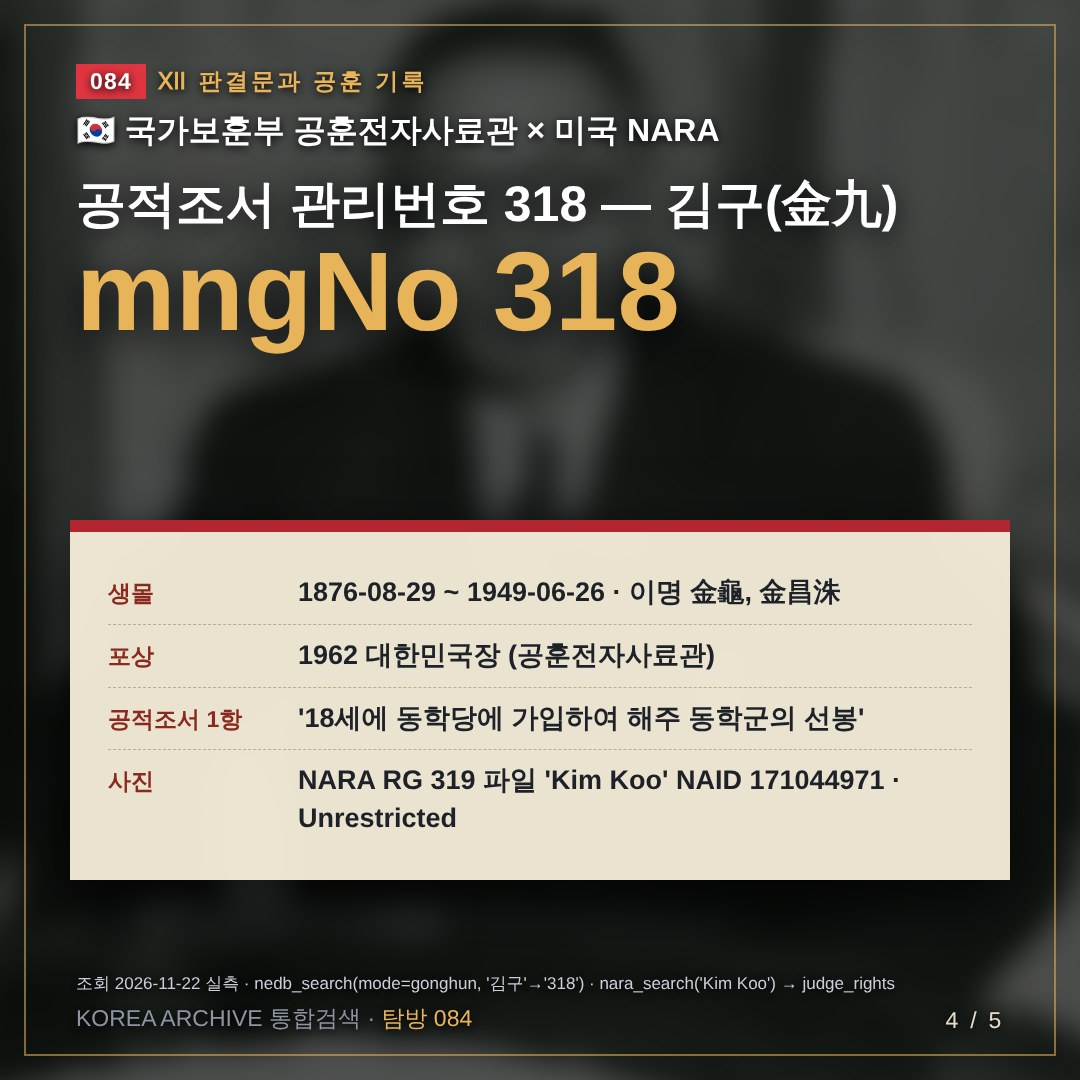 084 Ⅻ 판결문과 공훈 기록
🇰🇷 국가보훈부 공훈전자사료관 × 미국 NARA
공적조서 관리번호 318 — 김구(金九)
mngNo 318
생몰 1876-08-29 ~ 1949-06-26 · 이명 金龜, 金昌洙
포상 1962 대한민국장 (공훈전자사료관)
공적조서 1항 '18세에 동학당에 가입하여 해주 동학군의 선봉'
사진 NARA RG 319 파일 'Kim Koo' NAID 171044971 ·
Unrestricted
조회 2026-11-22 실측 · nedb_search(mode=gonghun, '김구'→'318') · nara_search('Kim Koo') → judge_rights
KOREA ARCHIVE 통합검색 · 탐방 084
4 / 5